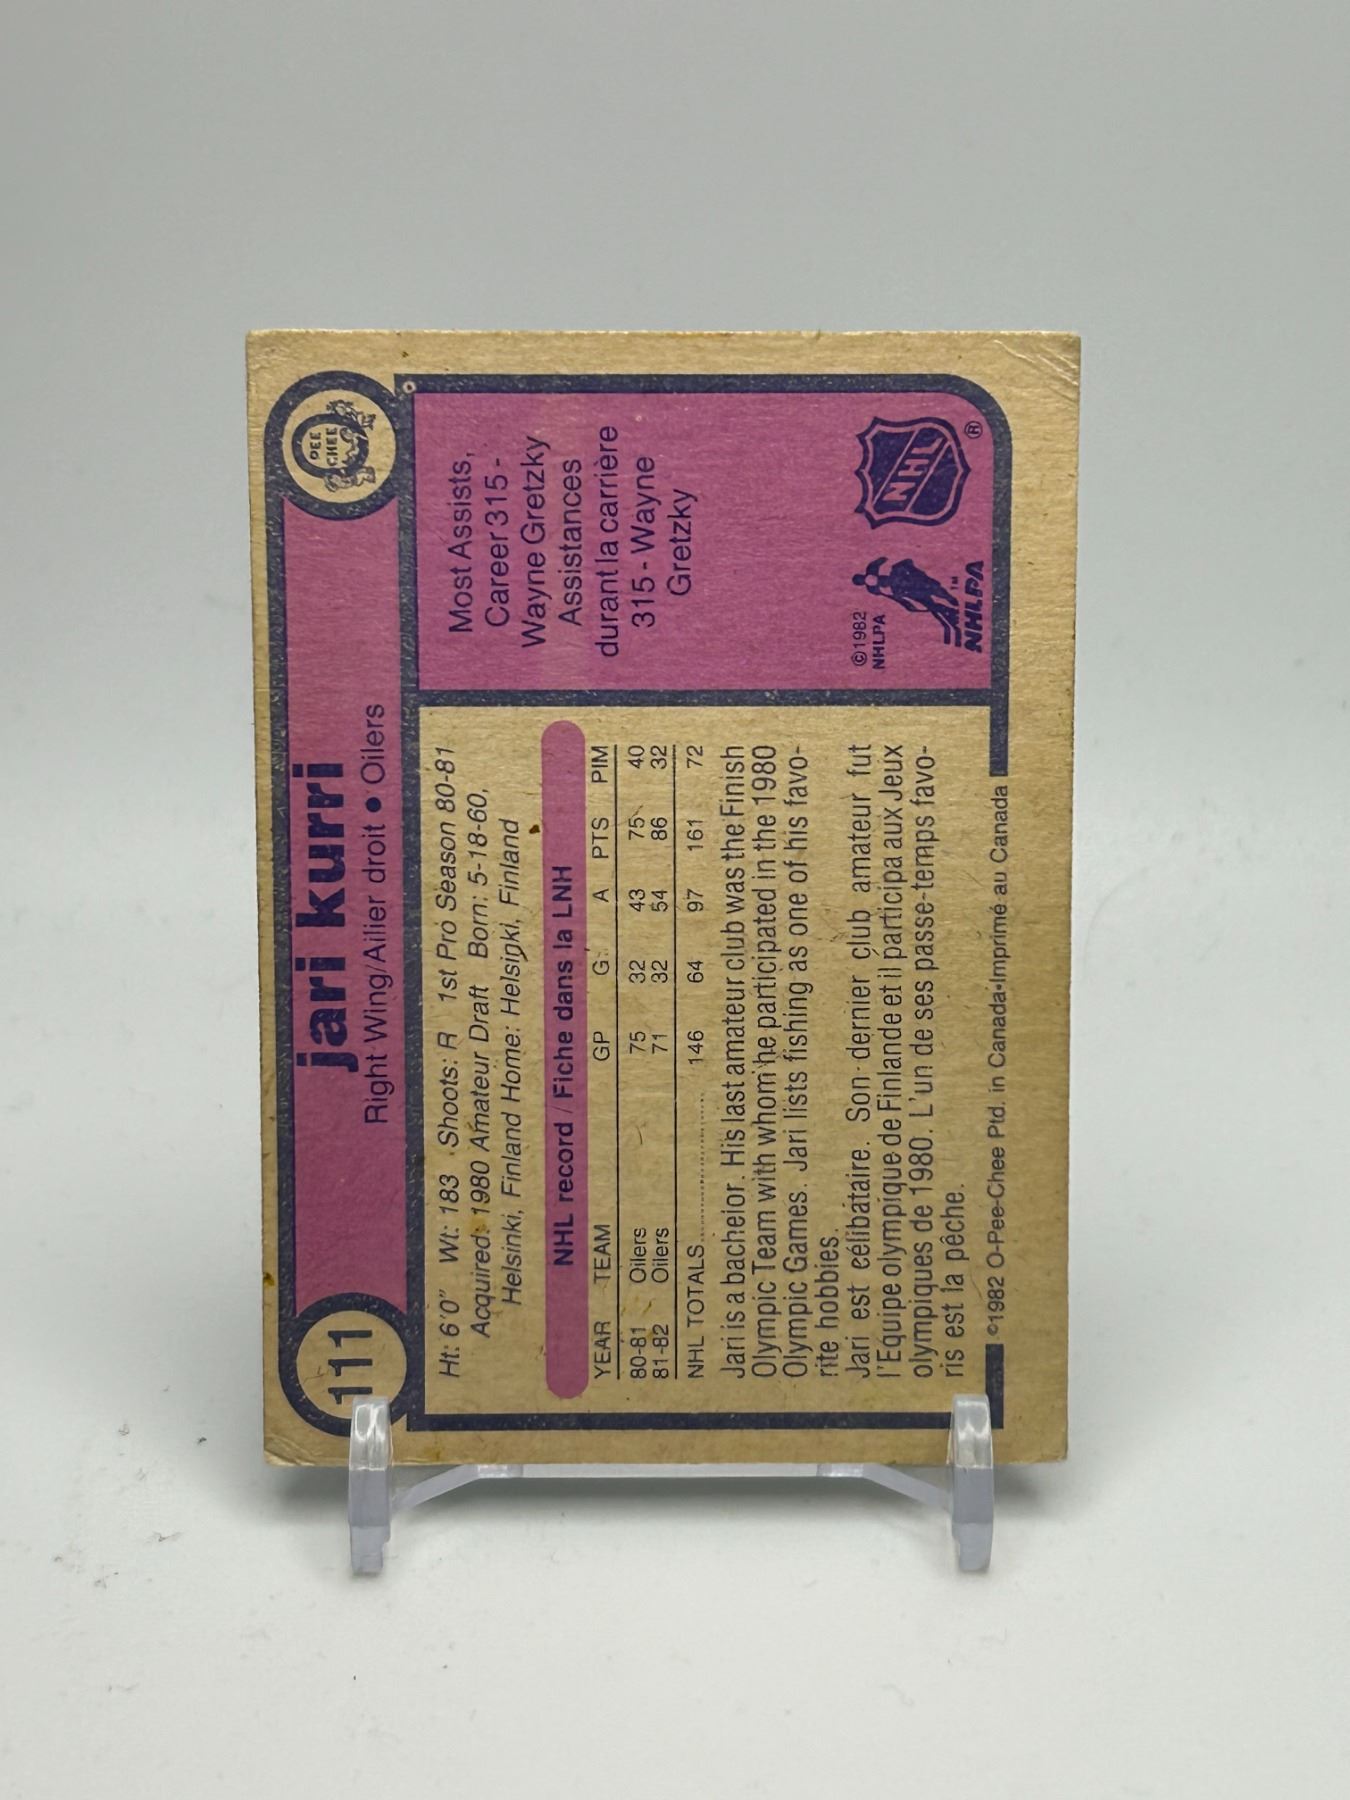 111
jari kurri
Right Wing/Ailier droit • Oilers
O
PEE
CHEE
Ht: 6'0" Wt: 183 Shoots: R 1st Pro Season 80-81
Acquired: 1980 Amateur Draft Born: 5-18-60,
Helsinki, Finland Home: Helsinki, Finland
NHL record / Fiche dans la LNH
YEAR TEAM GP G A PTS PIM
80-81 Oilers 75 32 43 75 40
81-82 Oilers 71 32 54 86 32
NHL TOTALS.................... 146 64 97 161 72
Jari is a bachelor. His last amateur club was the Finish
Olympic Team with whom he participated in the 1980
Olympic Games. Jari lists fishing as one of his favo-
rite hobbies.
Jari est eélibataire. Son dernier club amateur fut
l'Equipe olympique de Finlande et il participa aux Jeux
olympiques de 1980. L'un de ses passe-temps favo-
ris est la pêche.
©1982 O-Pee-Chee Ptd. in Canada-Imprimé au Canada
Most Assists,
Career 315 -
Wayne Gretzky
Assistances
durant la carrière
315 - Wayne
Gretzky
©1982
NHLPA
NHLPA
TM
NHL
®